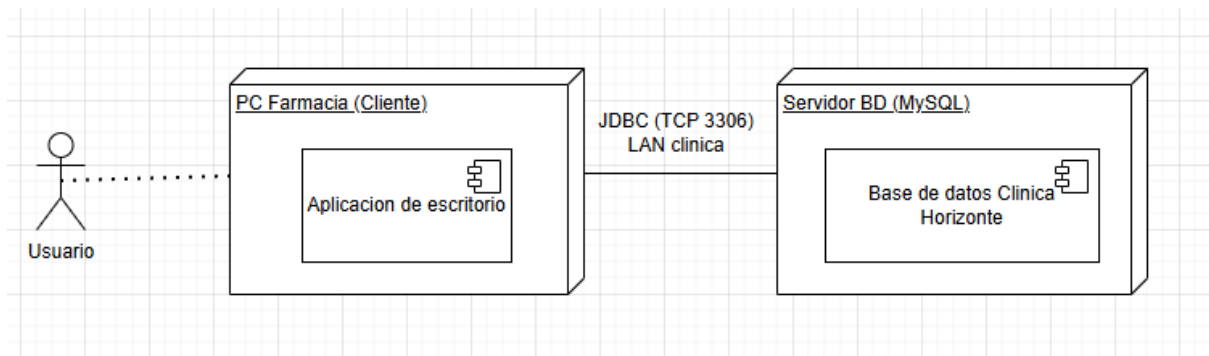 PC Farmacia (Cliente)
Servidor BD (MySQL)
JDBC (TCP 3306)
LAN clinica
Aplicacion de escritorio
Base de datos Clinica
Horizonte
Usuario